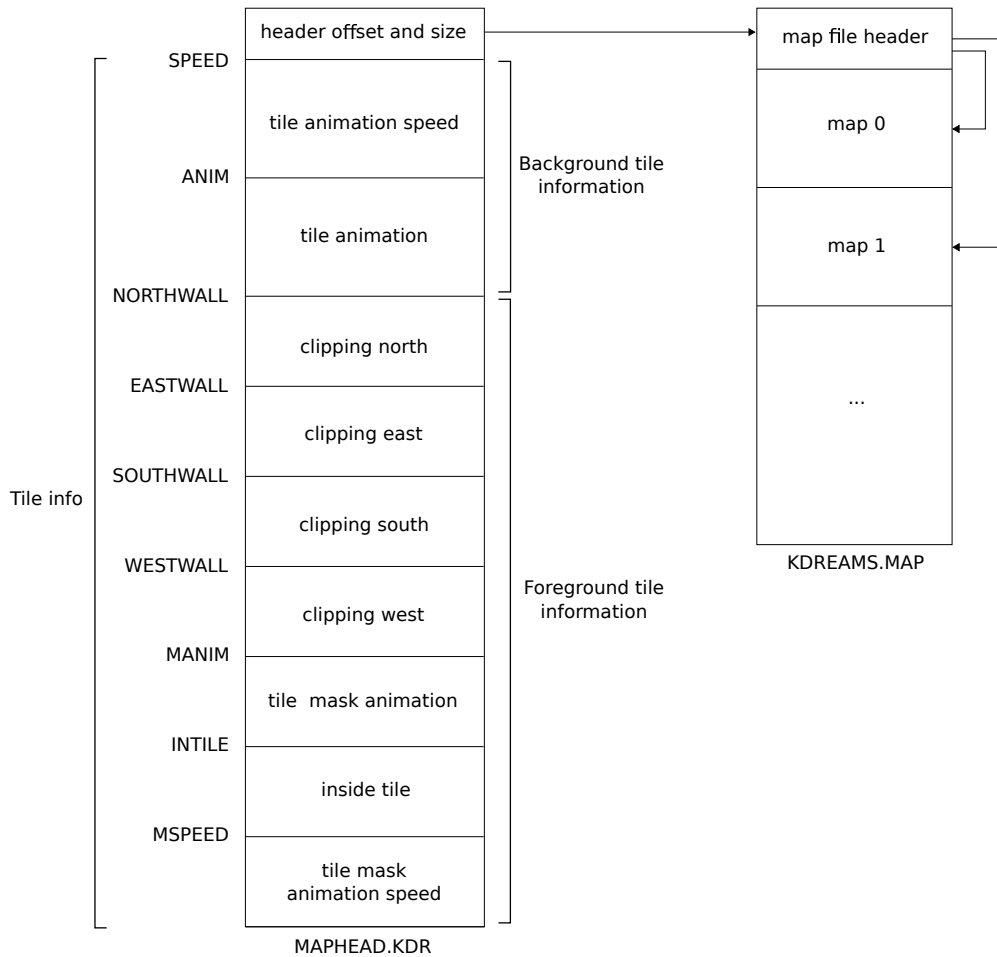 header offset and size
map file header
SPEED
tile animation speed
map 0
Background tile
information
ANIM
tile animation
map 1
NORTHWALL
clipping north
EASTWALL
...
clipping east
SOUTHWALL
Tile info
clipping south
WESTWALL
KDREAMS.MAP
Foreground tile
information
clipping west
MANIM
tile  mask animation
INTILE
inside tile
MSPEED
tile mask
animation speed
MAPHEAD.KDR